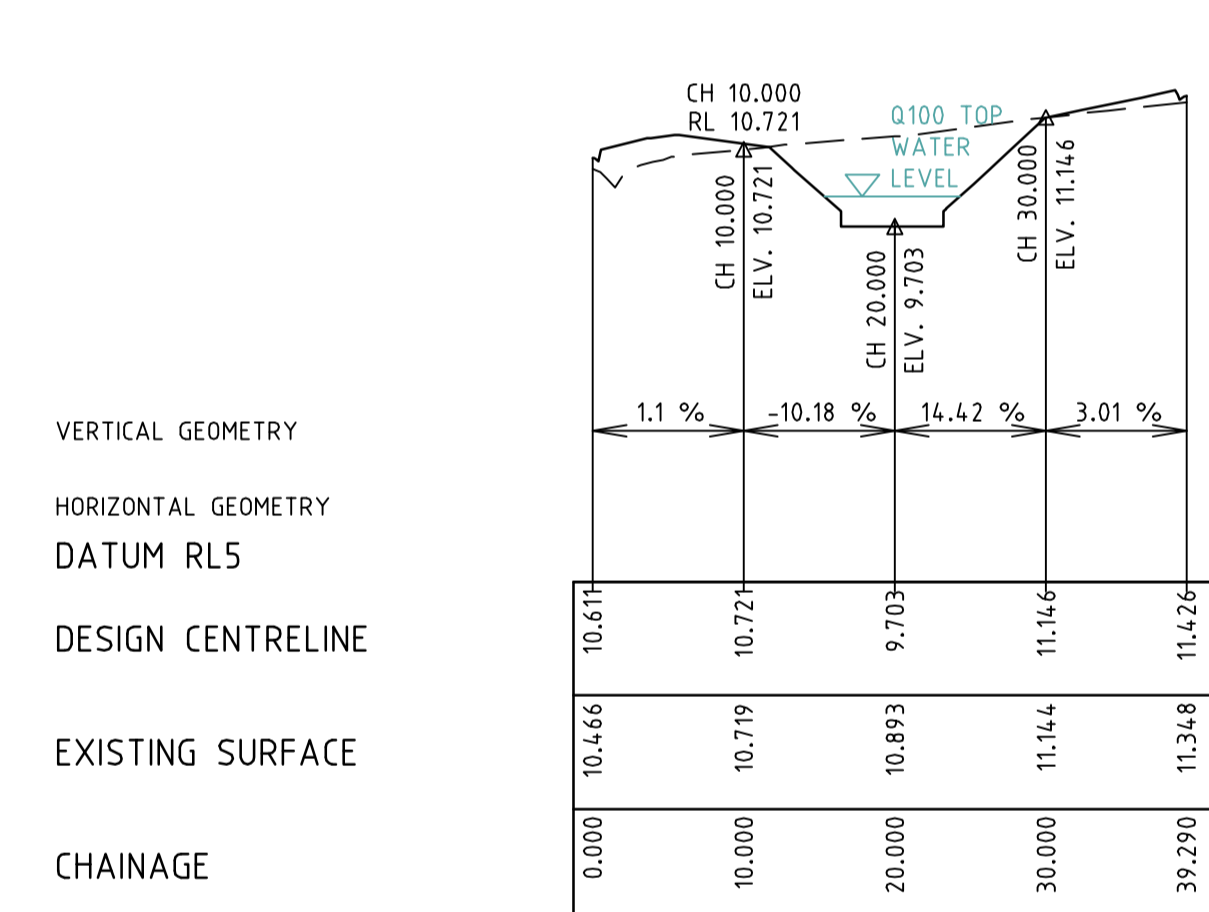 CH 10.000
RL 10.721
Q100 TOP
WATER
LEVEL
CH 10.000
ELV. 10.721
CH 20.000
ELV. 9.703
CH 30.000
ELV. 11.146
1.1 %
-10.18 %
14.42 %
3.01 %
VERTICAL GEOMETRY
HORIZONTAL GEOMETRY
DATUM RL5
DESIGN CENTRELINE
10.611
10.721
9.703
11.146
11.426
EXISTING SURFACE
10.466
10.719
10.893
11.144
11.348
CHAINAGE
0.000
10.000
20.000
30.000
39.290